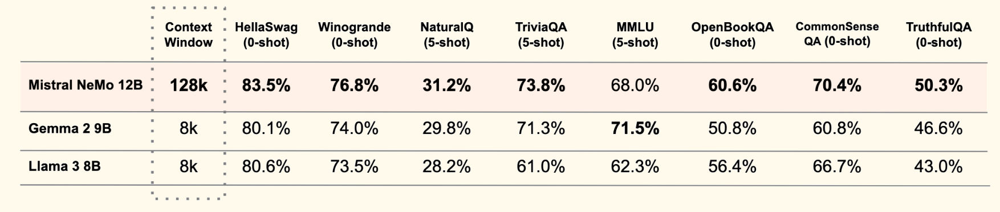 Context HellaSwag Winogrande NaturalQ TriviaQA MMLU OpenBookQA CommonSense TruthfulQA
Window (0-shot) (0-shot) (5-shot) (5-shot) (5-shot) (0-shot) QA (0-shot) (0-shot)
Mistral NeMo 12B 128k 83.5% 76.8% 31.2% 73.8% 68.0% 60.6% 70.4% 50.3%
Gemma 2 9B 8k 80.1% 74.0% 29.8% 71.3% 71.5% 50.8% 60.8% 46.6%
Llama 3 8B 8k 80.6% 73.5% 28.2% 61.0% 62.3% 56.4% 66.7% 43.0%